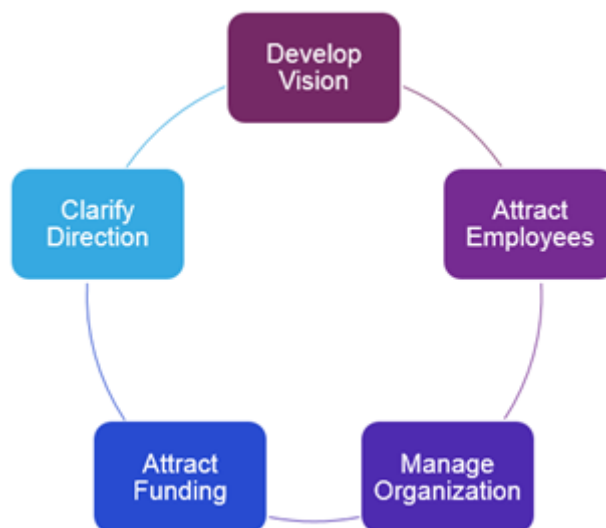 Develop
Vision
Attract
Employees
Manage
Organization
Attract
Funding
Clarify
Direction